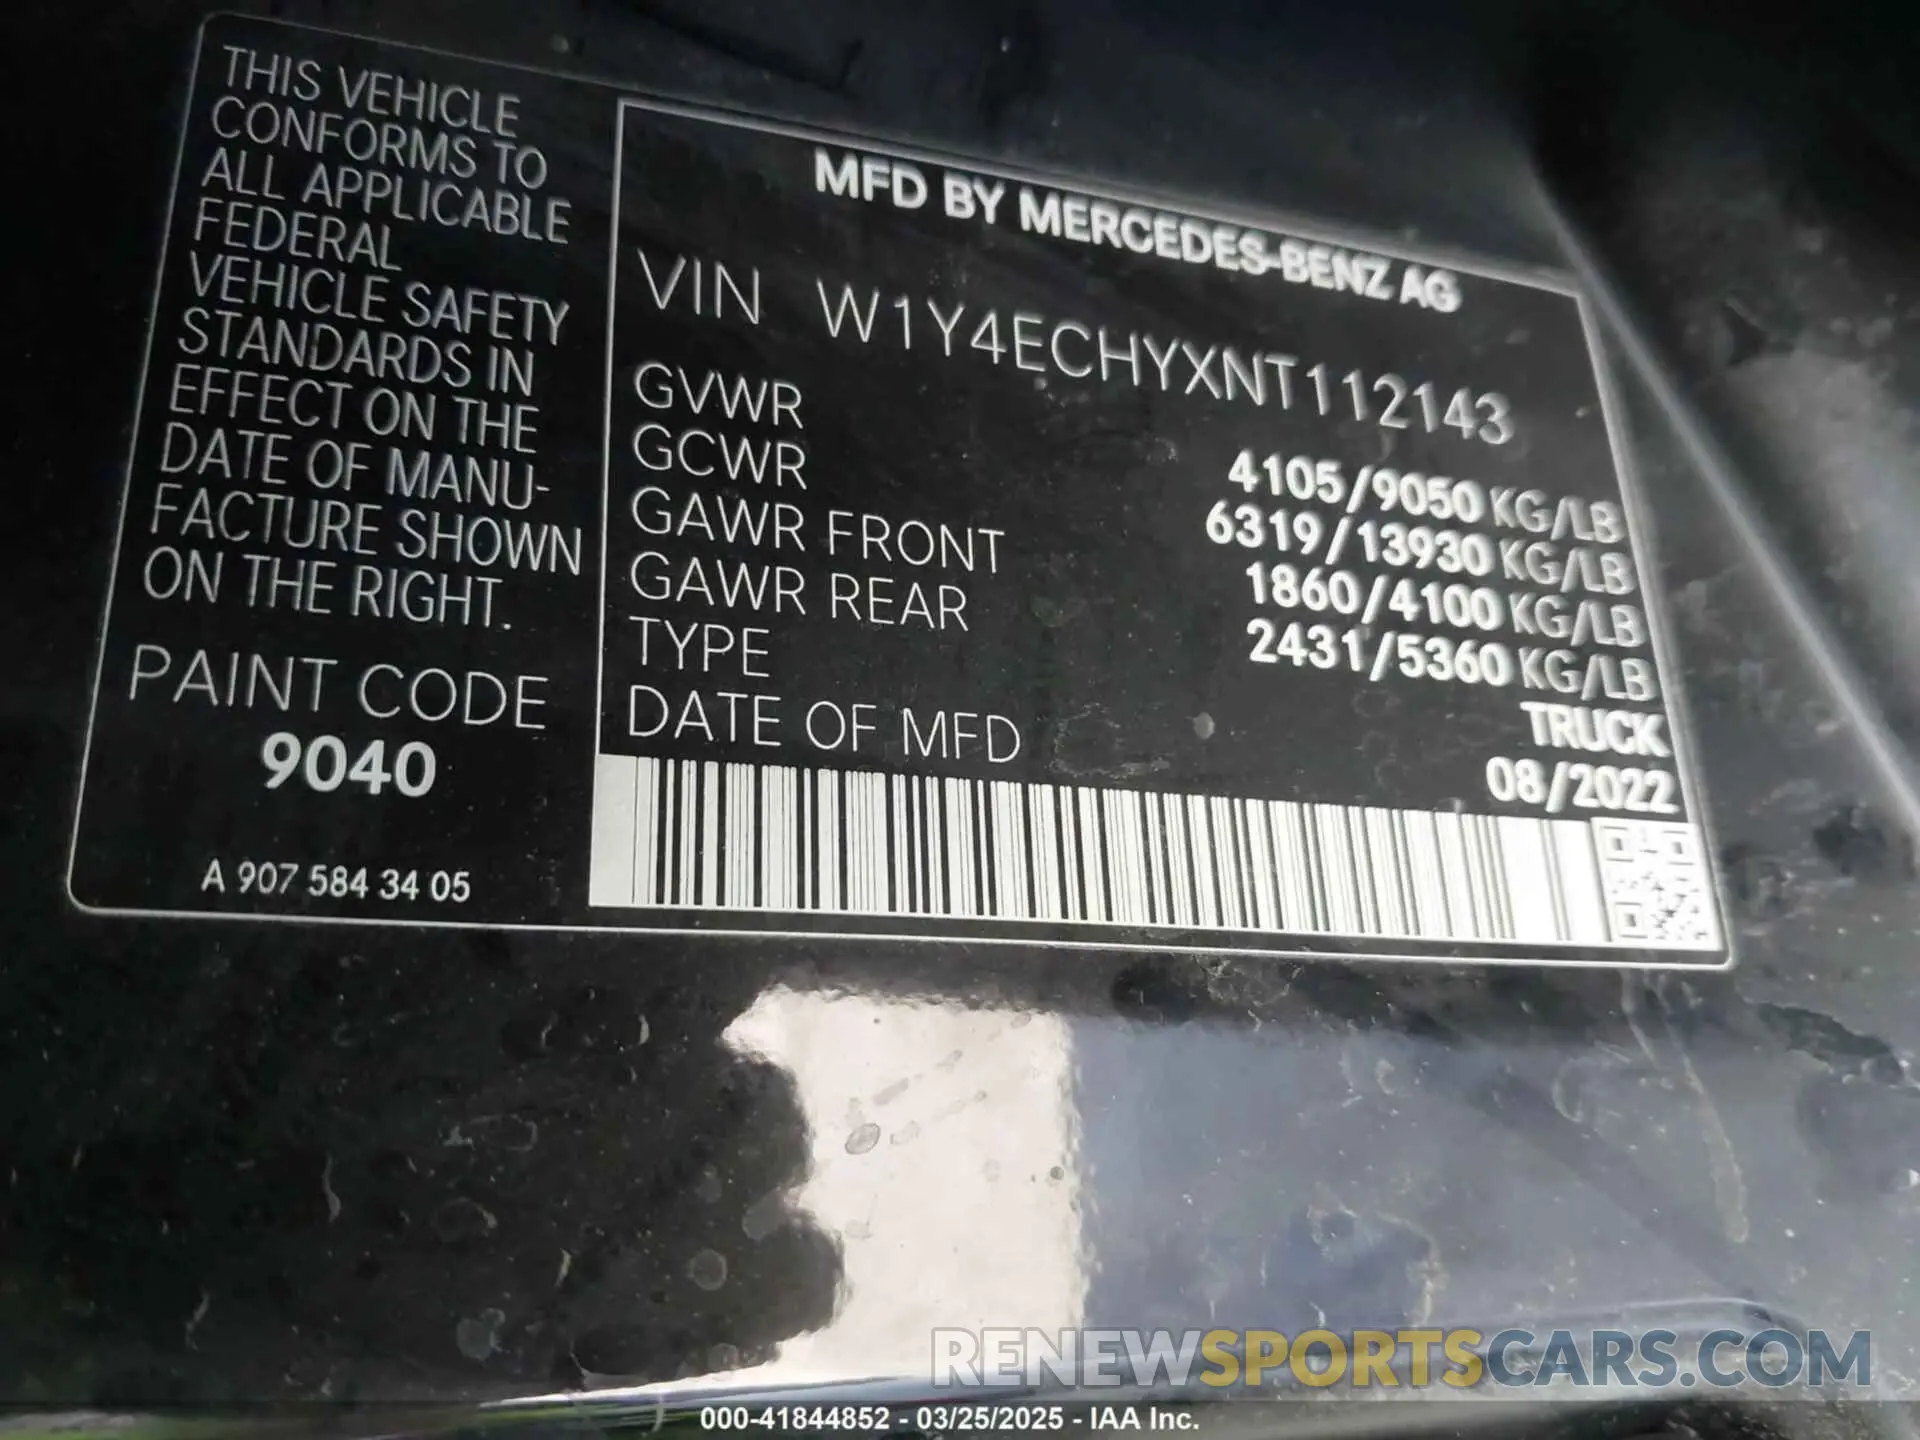 THIS VEHICLE
CONFORMS TO
ALL APPLICABLE
FEDERAL
VEHICLE SAFETY
STANDARDS IN
EFFECT ON THE
DATE OF MANU-
FACTURE SHOWN
ON THE RIGHT.
PAINT CODE
9040
A 907 584 34 05
MFD BY MERCEDES-BENZ AG
VIN W1Y4ECHYXNT112143
GVWR 4105/9050 KG/LB
GCWR 6319/13930 KG/LB
GAWR FRONT 1860/4100 KG/LB
GAWR REAR 2431/5360 KG/LB
TYPE TRUCK
DATE OF MFD 08/2022
RENEWSPORTSCARS.COM
000-41844852 - 03/25/2025 - IAA Inc.